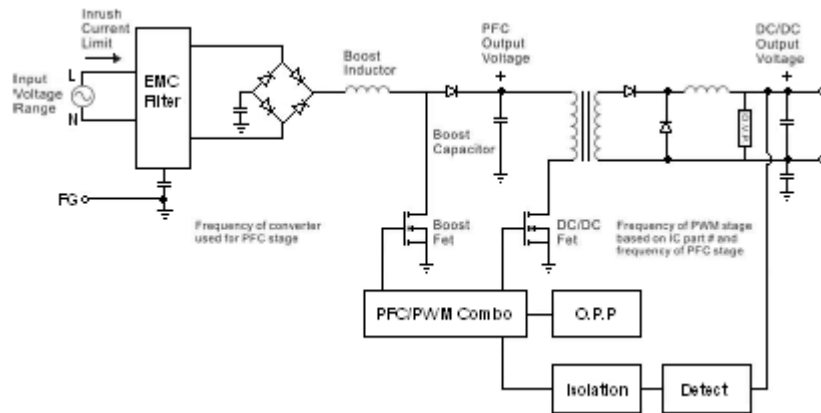 Inrush
Current
Limit
Input
Voltage
Range
L
N
EMC
Filter
FG
Boost
Inductor
PFC
Output
Voltage
+
DC/DC
Output
Voltage
+
Boost
Capacitor
O.V.P
Frequency of converter
used for PFC stage
Boost
Fet
DC/DC
Fet
Frequency of PWM stage
based on IC part # and
frequency of PFC stage
PFC/PWM Combo
O.P.P
Isolation
Detect